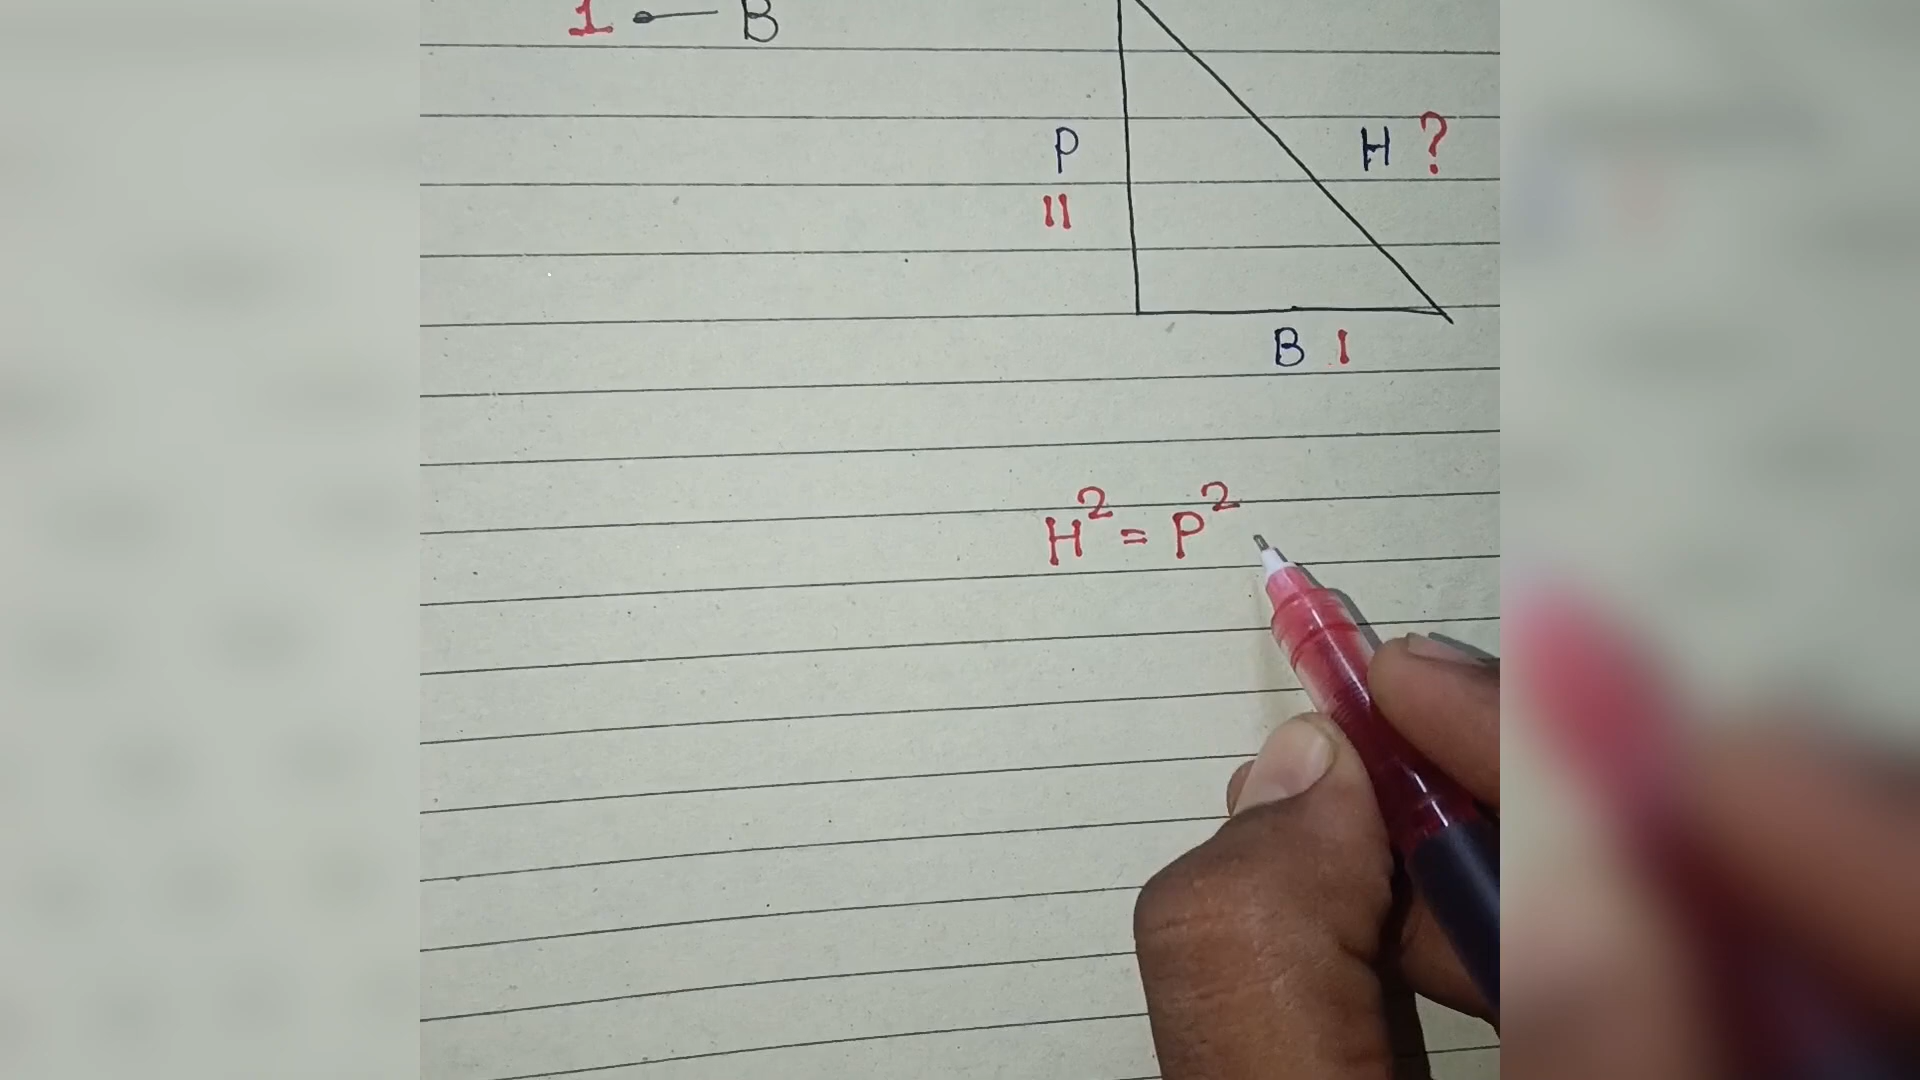 1 — B
P
H ?
11
B 1
H² = P²